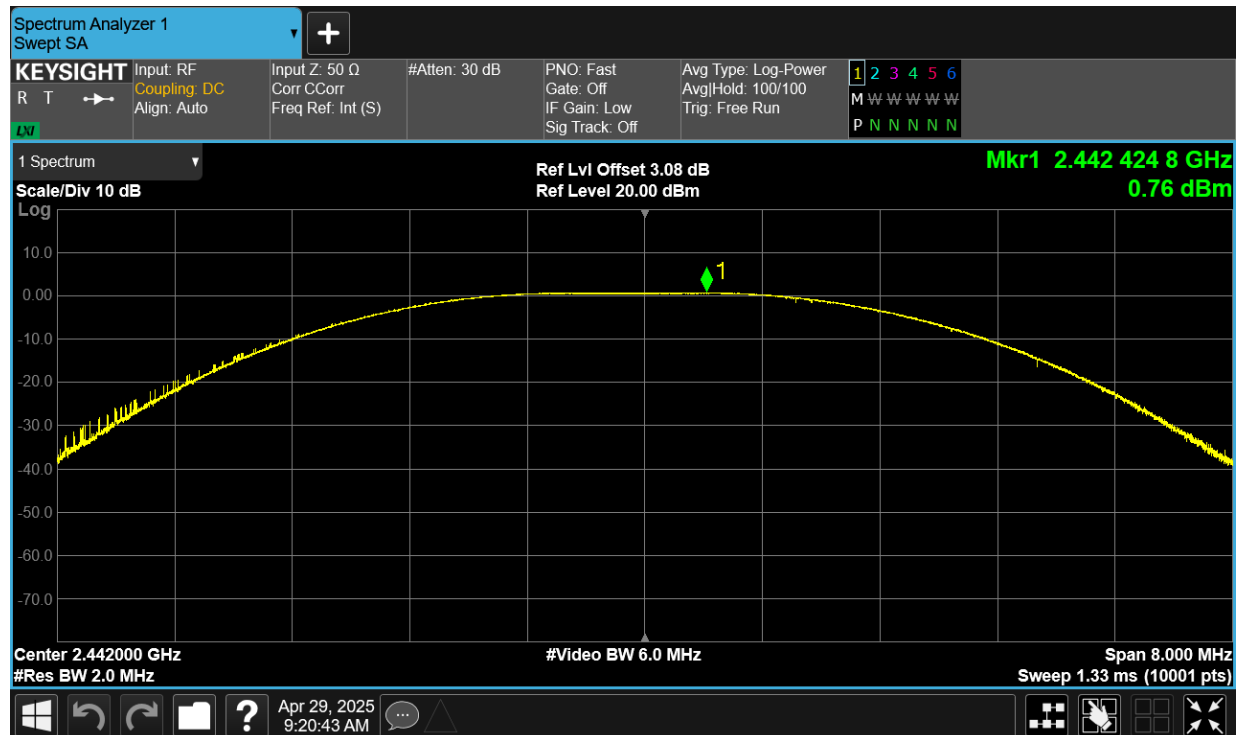 Spectrum Analyzer 1
Swept SA
KEYSIGHT
R T
LXI
Input: RF
Coupling: DC
Align: Auto
Input Z: 50 Ω
Corr CCorr
Freq Ref: Int (S)
#Atten: 30 dB
PNO: Fast
Gate: Off
IF Gain: Low
Sig Track: Off
Avg Type: Log-Power
Avg|Hold: 100/100
Trig: Free Run
1 2 3 4 5 6
M W W W W W
P N N N N N
1 Spectrum
Scale/Div 10 dB
Ref Lvl Offset 3.08 dB
Ref Level 20.00 dBm
Mkr1 2.442 424 8 GHz
0.76 dBm
Log
10.0
0.00
-10.0
-20.0
-30.0
-40.0
-50.0
-60.0
-70.0
1
Center 2.442000 GHz
#Res BW 2.0 MHz
#Video BW 6.0 MHz
Span 8.000 MHz
Sweep 1.33 ms (10001 pts)
?
Apr 29, 2025
9:20:43 AM